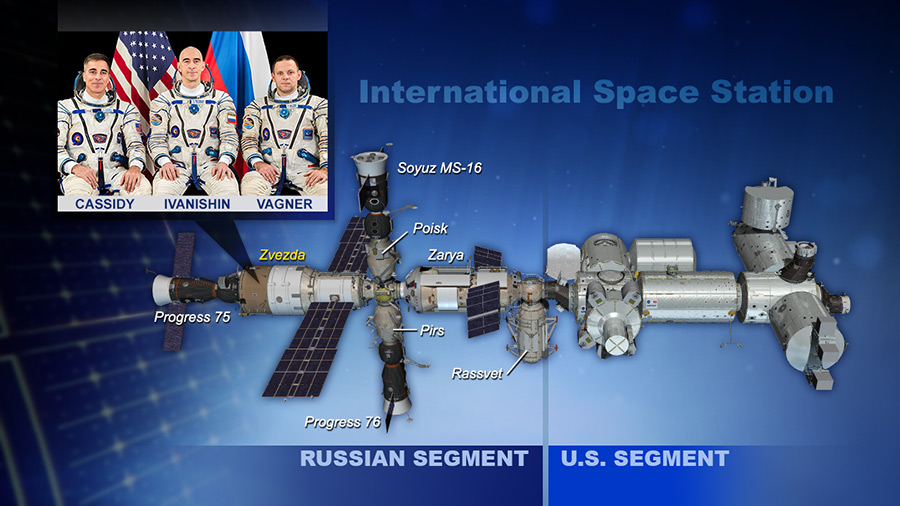 International Space Station
CASSIDY
IVANISHIN
VAGNER
Soyuz MS-16
Poisk
Zvezda
Zarya
Progress 75
Pirs
Rassvet
Progress 76
RUSSIAN SEGMENT
U.S. SEGMENT